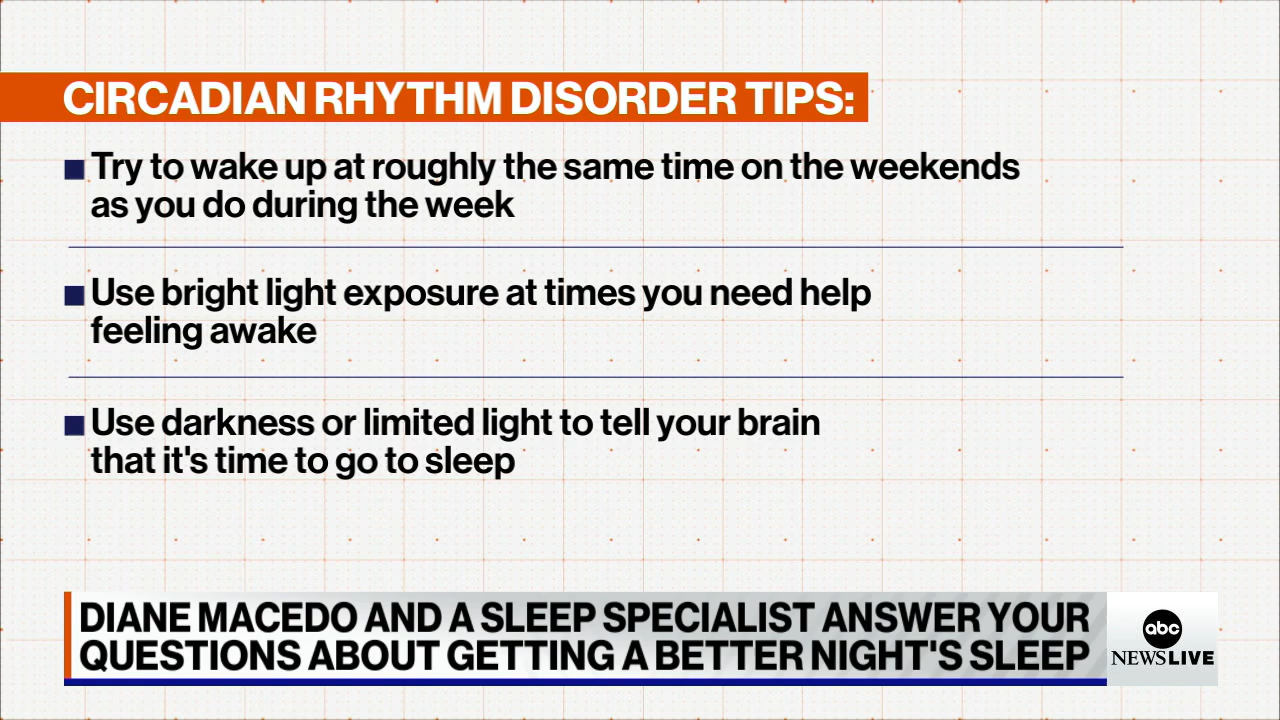 CIRCADIAN RHYTHM DISORDER TIPS:
Try to wake up at roughly the same time on the weekends
as you do during the week
Use bright light exposure at times you need help
feeling awake
Use darkness or limited light to tell your brain
that it's time to go to sleep
DIANE MACEDO AND A SLEEP SPECIALIST ANSWER YOUR
QUESTIONS ABOUT GETTING A BETTER NIGHT'S SLEEP
abc
NEWSLIVE